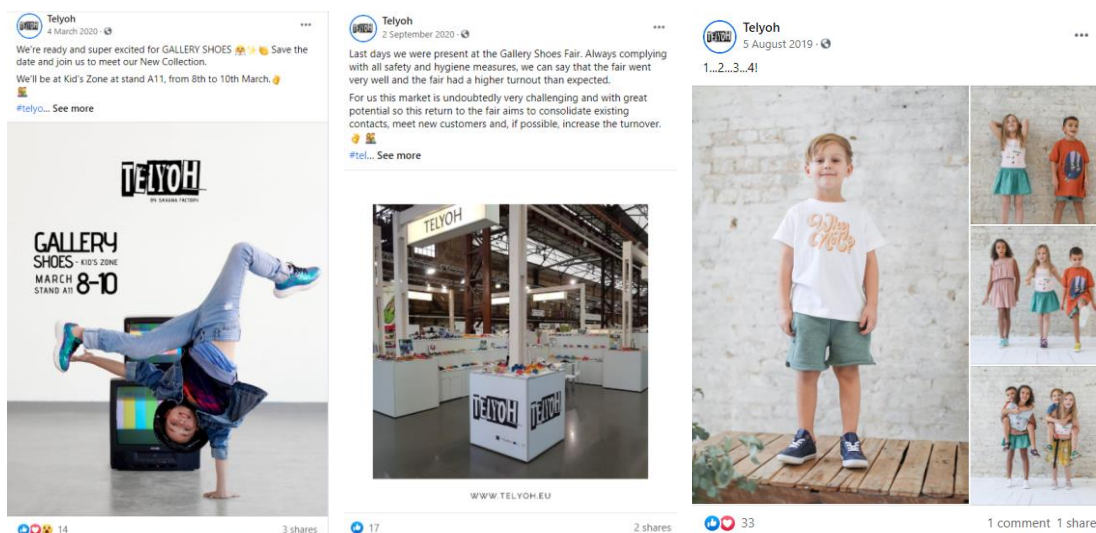 Telyoh
4 March 2020
We're ready and super excited for GALLERY SHOES Save the
date and join us to meet our New Collection.
We'll be at Kid's Zone at stand A11, from 8th to 10th March.
#telyo... See more
TELYOH
BY SAVANA FACTORY
GALLERY
SHOES - KID'S ZONE
MARCH 8-10
STAND A11
14
3 shares
Telyoh
2 September 2020
Last days we were present at the Gallery Shoes Fair. Always complying
with all safety and hygiene measures, we can say that the fair went
very well and the fair had a higher turnout than expected.
For us this market is undoubtedly very challenging and with great
potential so this return to the fair aims to consolidate existing
contacts, meet new customers and, if possible, increase the turnover.
#tel... See more
TELYOH
TELYOH TELYOH
WWW.TELYOH.EU
17
2 shares
Telyoh
5 August 2019
1...2...3...4!
Why
Not?
33
1 comment 1 share